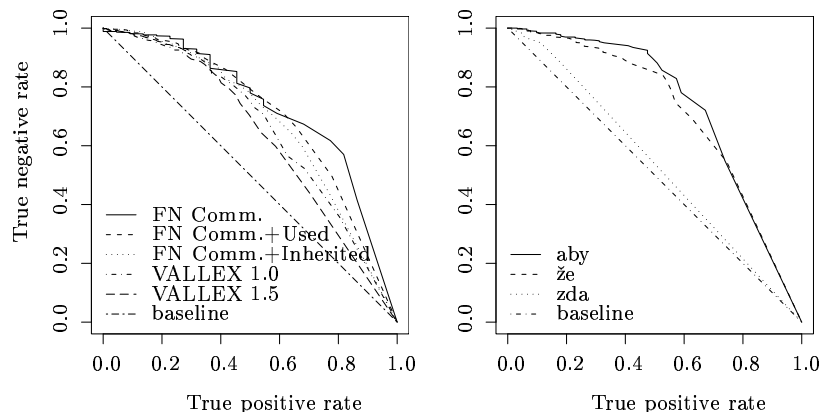 True negative rate
1.0
0.8
0.6
0.4
0.2
0.0
FN Comm.
FN Comm.+Used
FN Comm.+Inherited
VALLEX 1.0
VALLEX 1.5
baseline
0.0 0.2 0.4 0.6 0.8 1.0
True positive rate
1.0
0.8
0.6
0.4
0.2
0.0
aby
že
zda
baseline
0.0 0.2 0.4 0.6 0.8 1.0
True positive rate